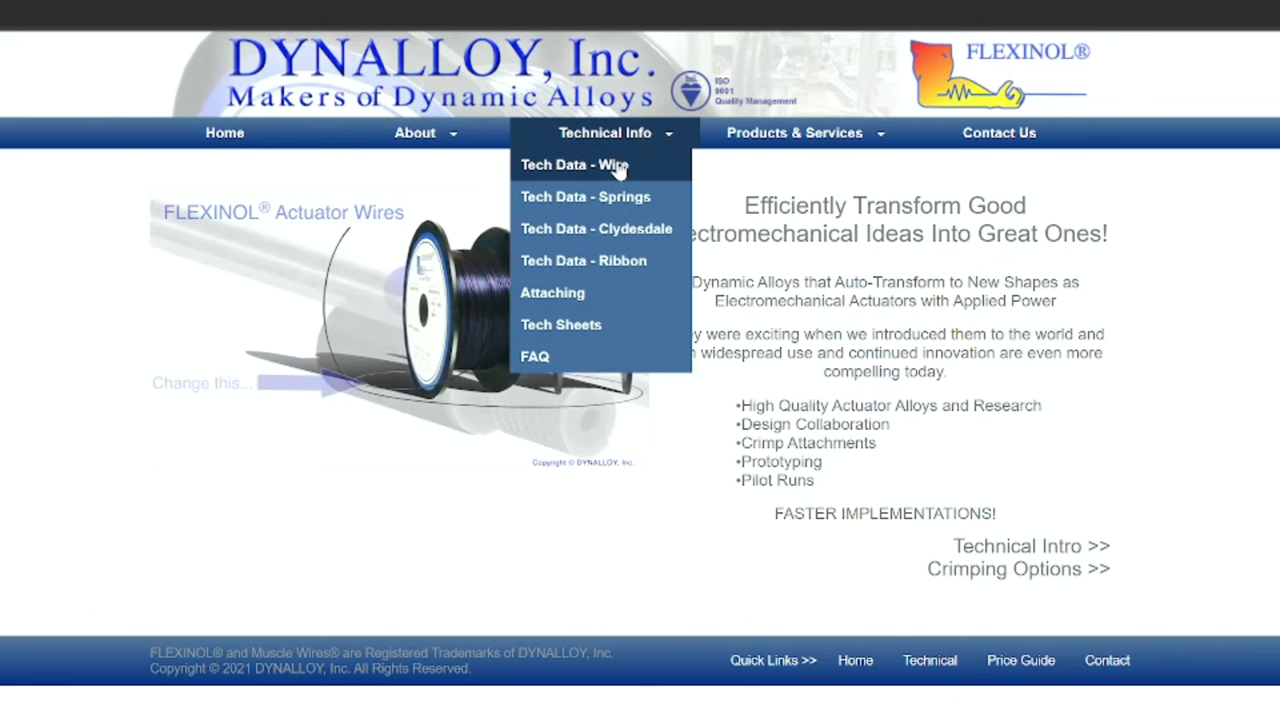 DYNALLOY, Inc.
Makers of Dynamic Alloys
bsi.
ISO
9001
Quality Management
FLEXINOL®
Home
About
Technical Info
Products & Services
Contact Us
Tech Data - Wire
Tech Data - Springs
Tech Data - Clydesdale
Tech Data - Ribbon
Attaching
Tech Sheets
FAQ
FLEXINOL® Actuator Wires
Change this...
Copyright © DYNALLOY, Inc.
Efficiently Transform Good
ectromechanical Ideas Into Great Ones!
Dynamic Alloys that Auto-Transform to New Shapes as
Electromechanical Actuators with Applied Power
y were exciting when we introduced them to the world and
widespread use and continued innovation are even more
compelling today.
•High Quality Actuator Alloys and Research
•Design Collaboration
•Crimp Attachments
•Prototyping
•Pilot Runs
FASTER IMPLEMENTATIONS!
Technical Intro >>
Crimping Options >>
FLEXINOL® and Muscle Wires® are Registered Trademarks of DYNALLOY, Inc.
Copyright © 2021 DYNALLOY, Inc. All Rights Reserved.
Quick Links >> Home Technical Price Guide Contact